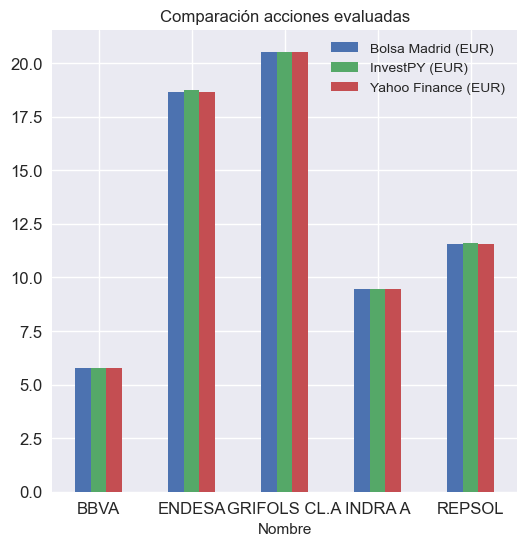 Comparación acciones evaluadas
Bolsa Madrid (EUR)
InvestPY (EUR)
Yahoo Finance (EUR)
20.0
17.5
15.0
12.5
10.0
7.5
5.0
2.5
0.0
BBVA ENDESA GRIFOLS CL.A INDRA A REPSOL
Nombre